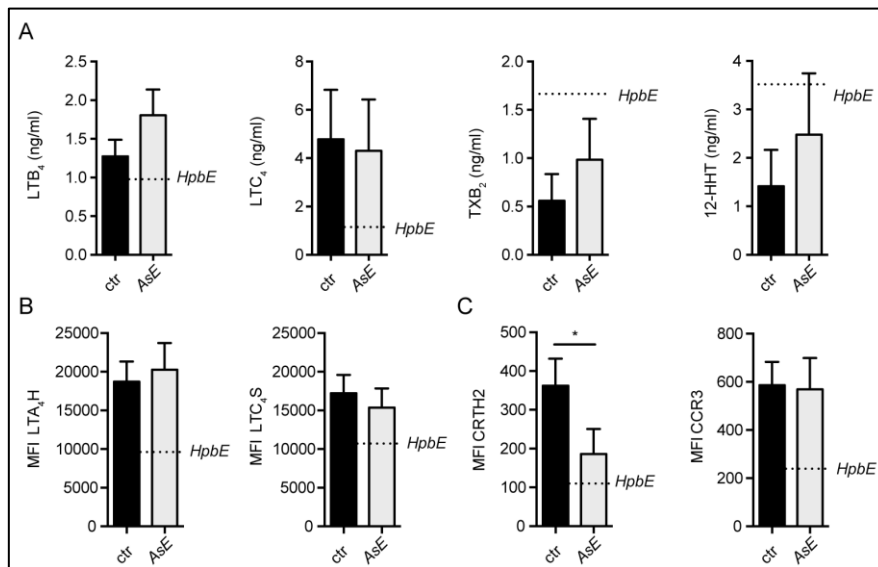 A
LTB4 (ng/ml)
2.5
2.0
1.5
1.0
0.5
0.0
HpbE
ctr
AsE
LTC4 (ng/ml)
8
6
4
2
0
HpbE
ctr
AsE
TXB2 (ng/ml)
2.0
1.5
1.0
0.5
0.0
HpbE
ctr
AsE
12-HHT (ng/ml)
4
3
2
1
0
HpbE
ctr
AsE
B
MFI LTA4H
25000
20000
15000
10000
5000
0
HpbE
ctr
AsE
MFI LTC4S
25000
20000
15000
10000
5000
0
HpbE
ctr
AsE
C
MFI CRTH2
500
400
300
200
100
0
*
HpbE
ctr
AsE
MFI CCR3
800
600
400
200
0
HpbE
ctr
AsE